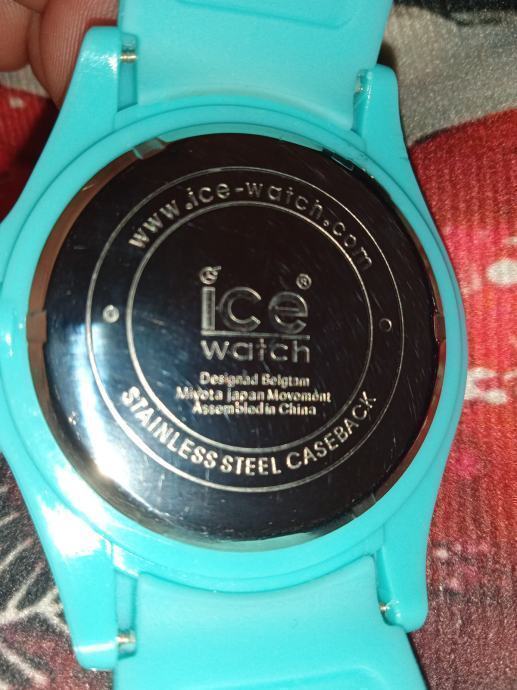 www.ice-watch.com
ice®
watch
Designed Belgium
Miyota Japan Movement
Assembled in China
STAINLESS STEEL CASEBACK